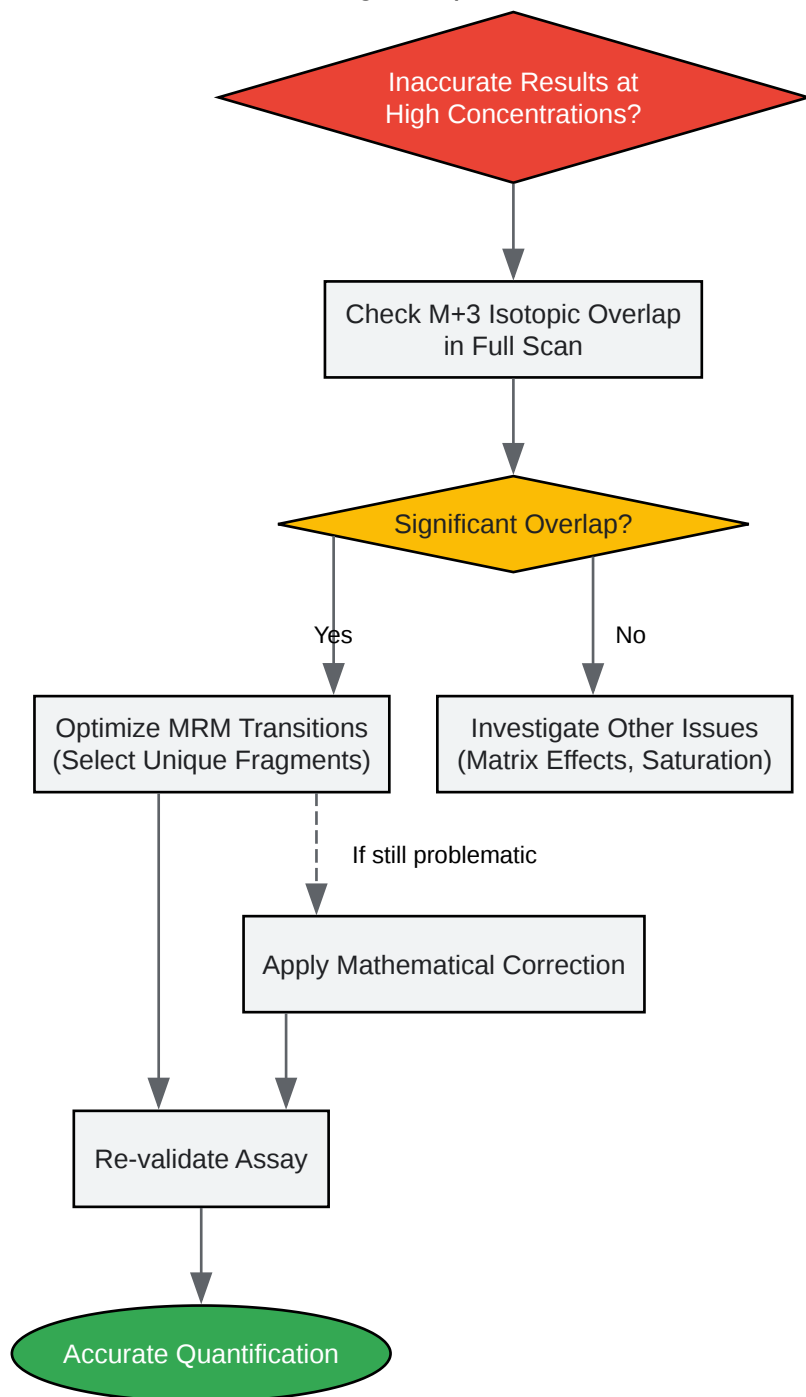 Inaccurate Results at
High Concentrations?
Check M+3 Isotopic Overlap
in Full Scan
Significant Overlap?
Yes
No
Optimize MRM Transitions
(Select Unique Fragments)
Investigate Other Issues
(Matrix Effects, Saturation)
If still problematic
Apply Mathematical Correction
Re-validate Assay
Accurate Quantification